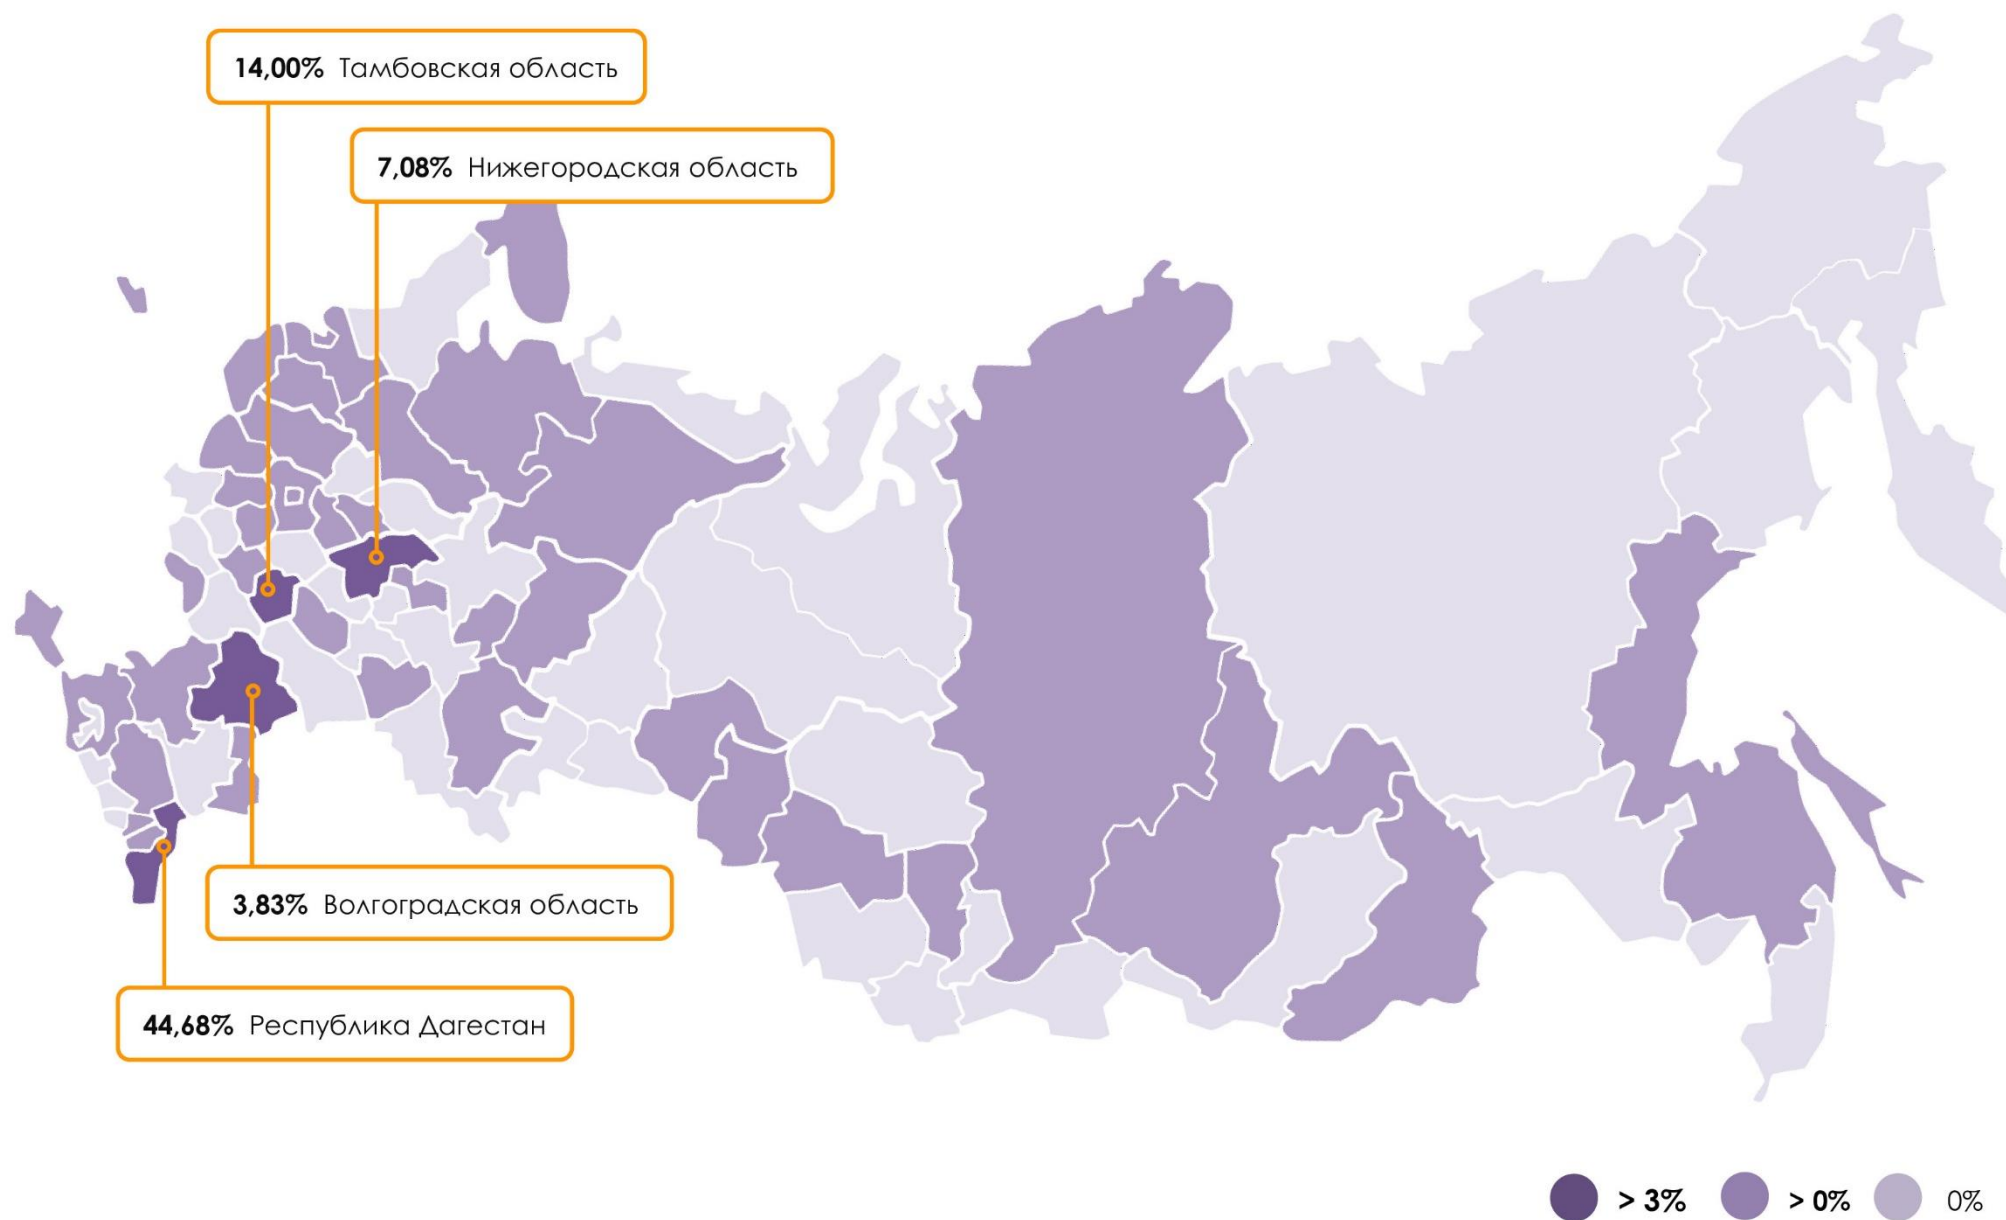 14,00% Тамбовская область
7,08% Нижегородская область
3,83% Волгоградская область
44,68% Республика Дагестан
> 3% > 0% 0%